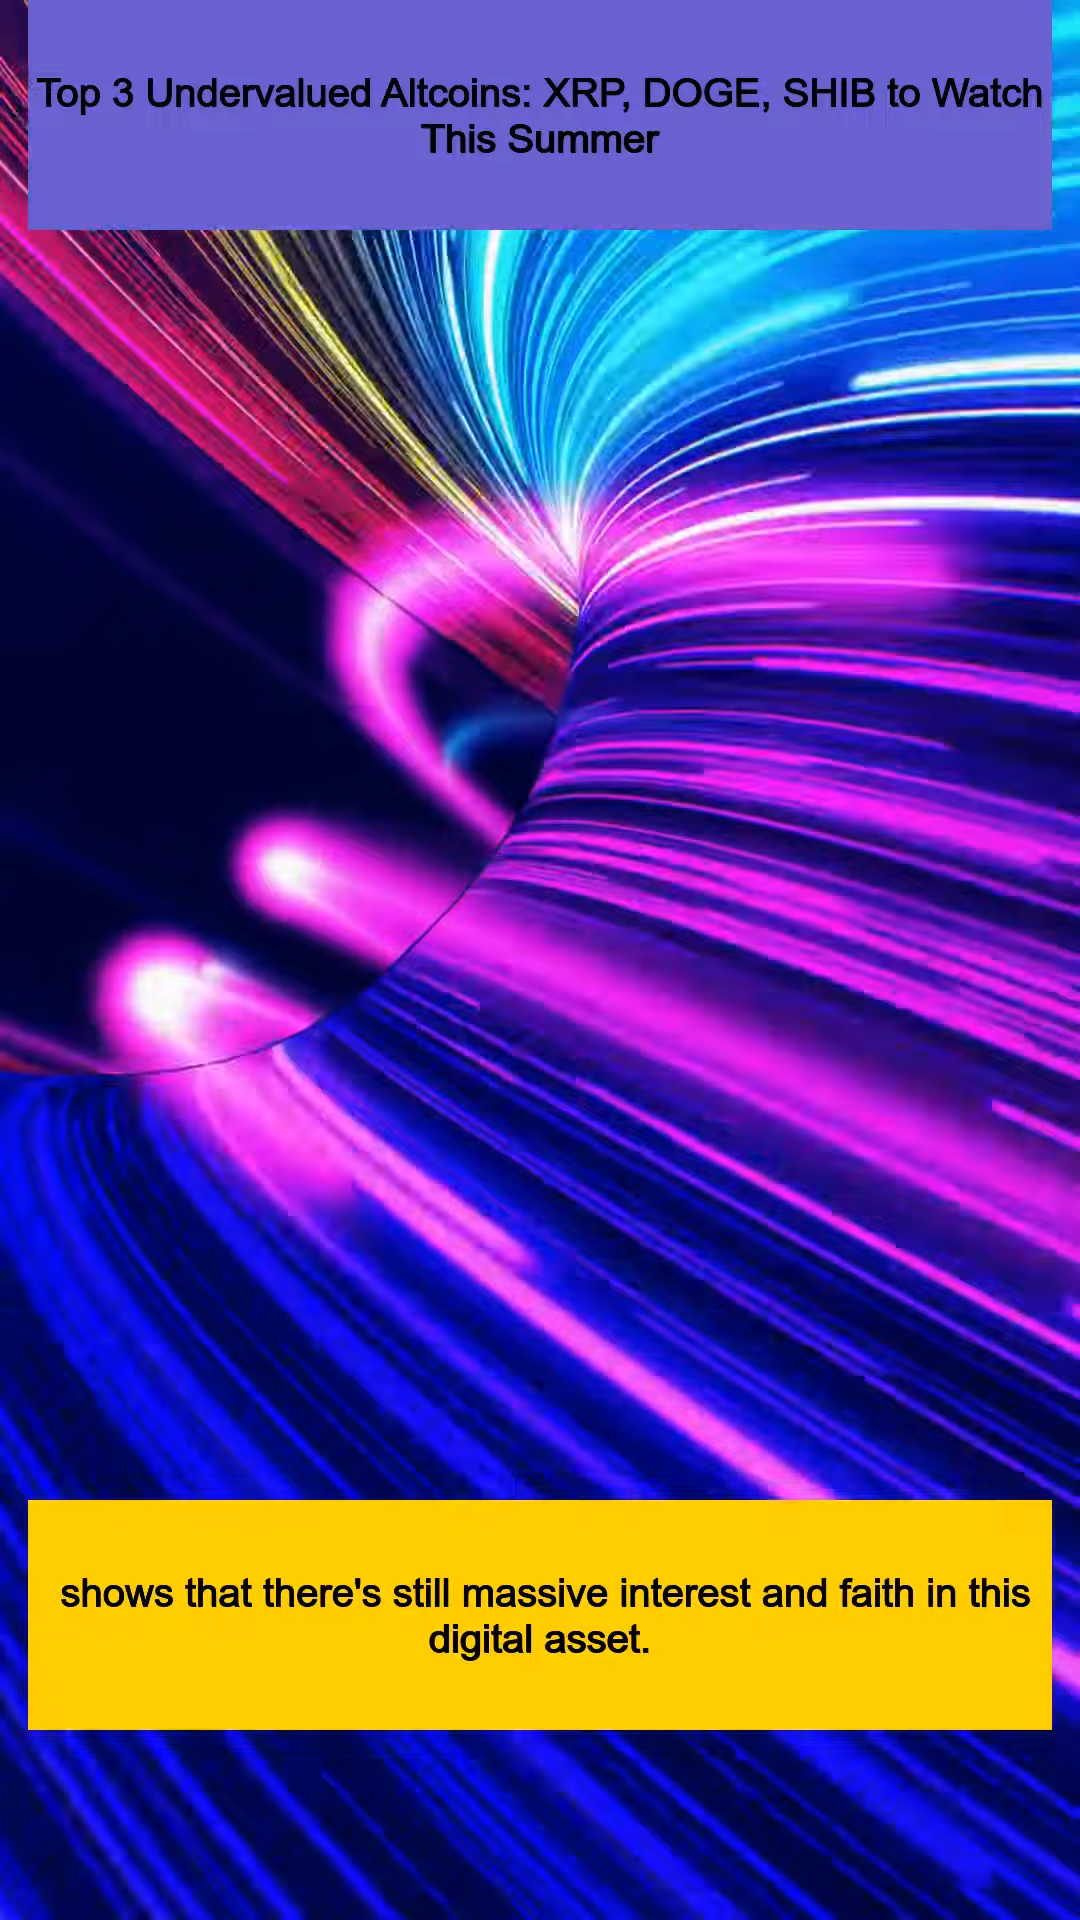 Top 3 Undervalued Altcoins: XRP, DOGE, SHIB to Watch
This Summer
shows that there's still massive interest and faith in this
digital asset.